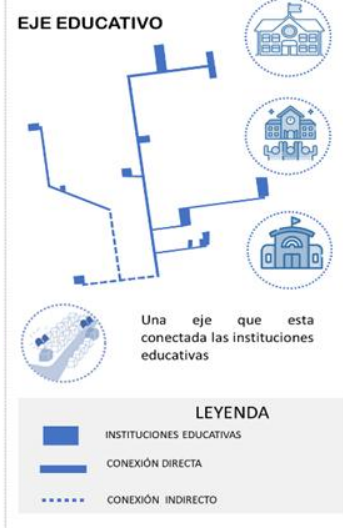 EJE EDUCATIVO
Una eje que esta
conectada las instituciones
educativas
LEYENDA
INSTITUCIONES EDUCATIVAS
CONEXIÓN DIRECTA
CONEXIÓN INDIRECTO